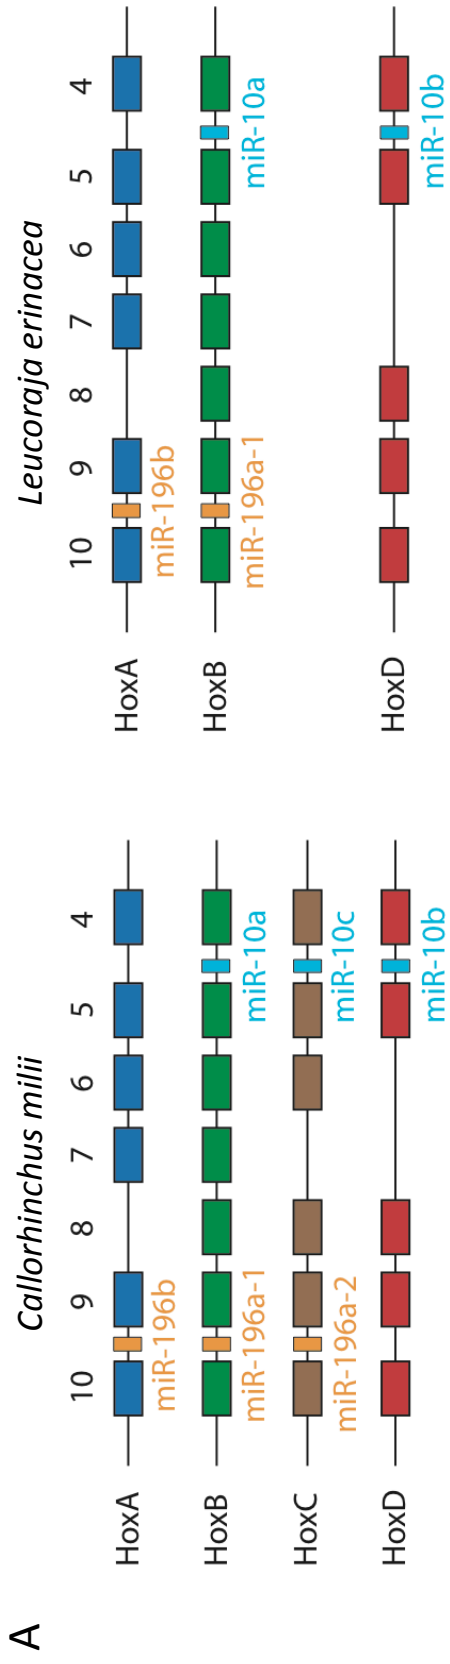 A
Callorhinchus milii
10 9 8 7 6 5 4
HoxA
miR-196b
HoxB
miR-196a-1 miR-10a
HoxC
miR-196a-2 miR-10c
HoxD
miR-10b
Leucoraja erinacea
10 9 8 7 6 5 4
HoxA
miR-196b
HoxB
miR-196a-1 miR-10a
HoxD
miR-10b